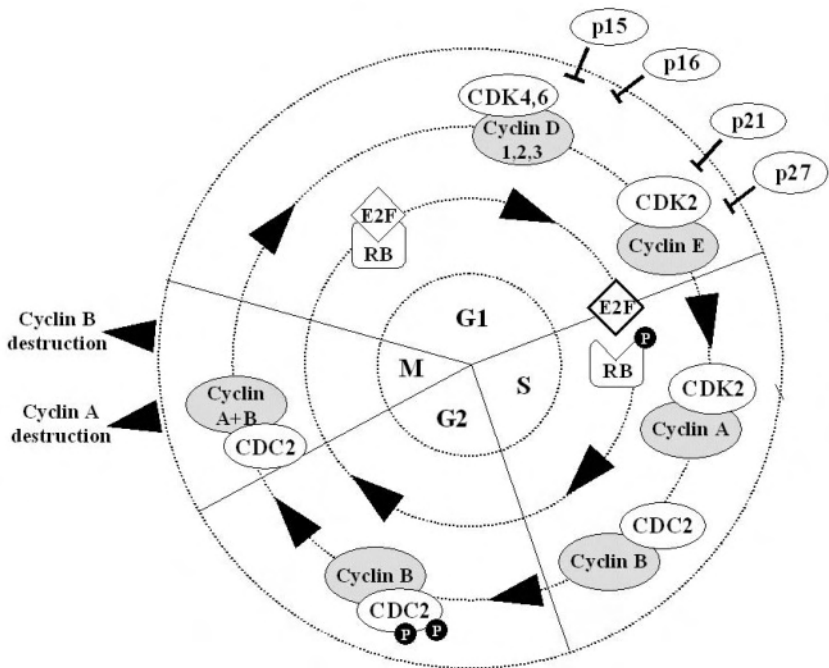 p15
p16
CDK4,6
Cyclin D
1,2,3
p21
p27
CDK2
Cyclin E
E2F
RB
E2F
P
RB
G1
M
S
G2
Cyclin B
destruction
Cyclin A
destruction
Cyclin
A+B
CDC2
CDK2
Cyclin A
CDC2
Cyclin B
Cyclin B
CDC2
P
P